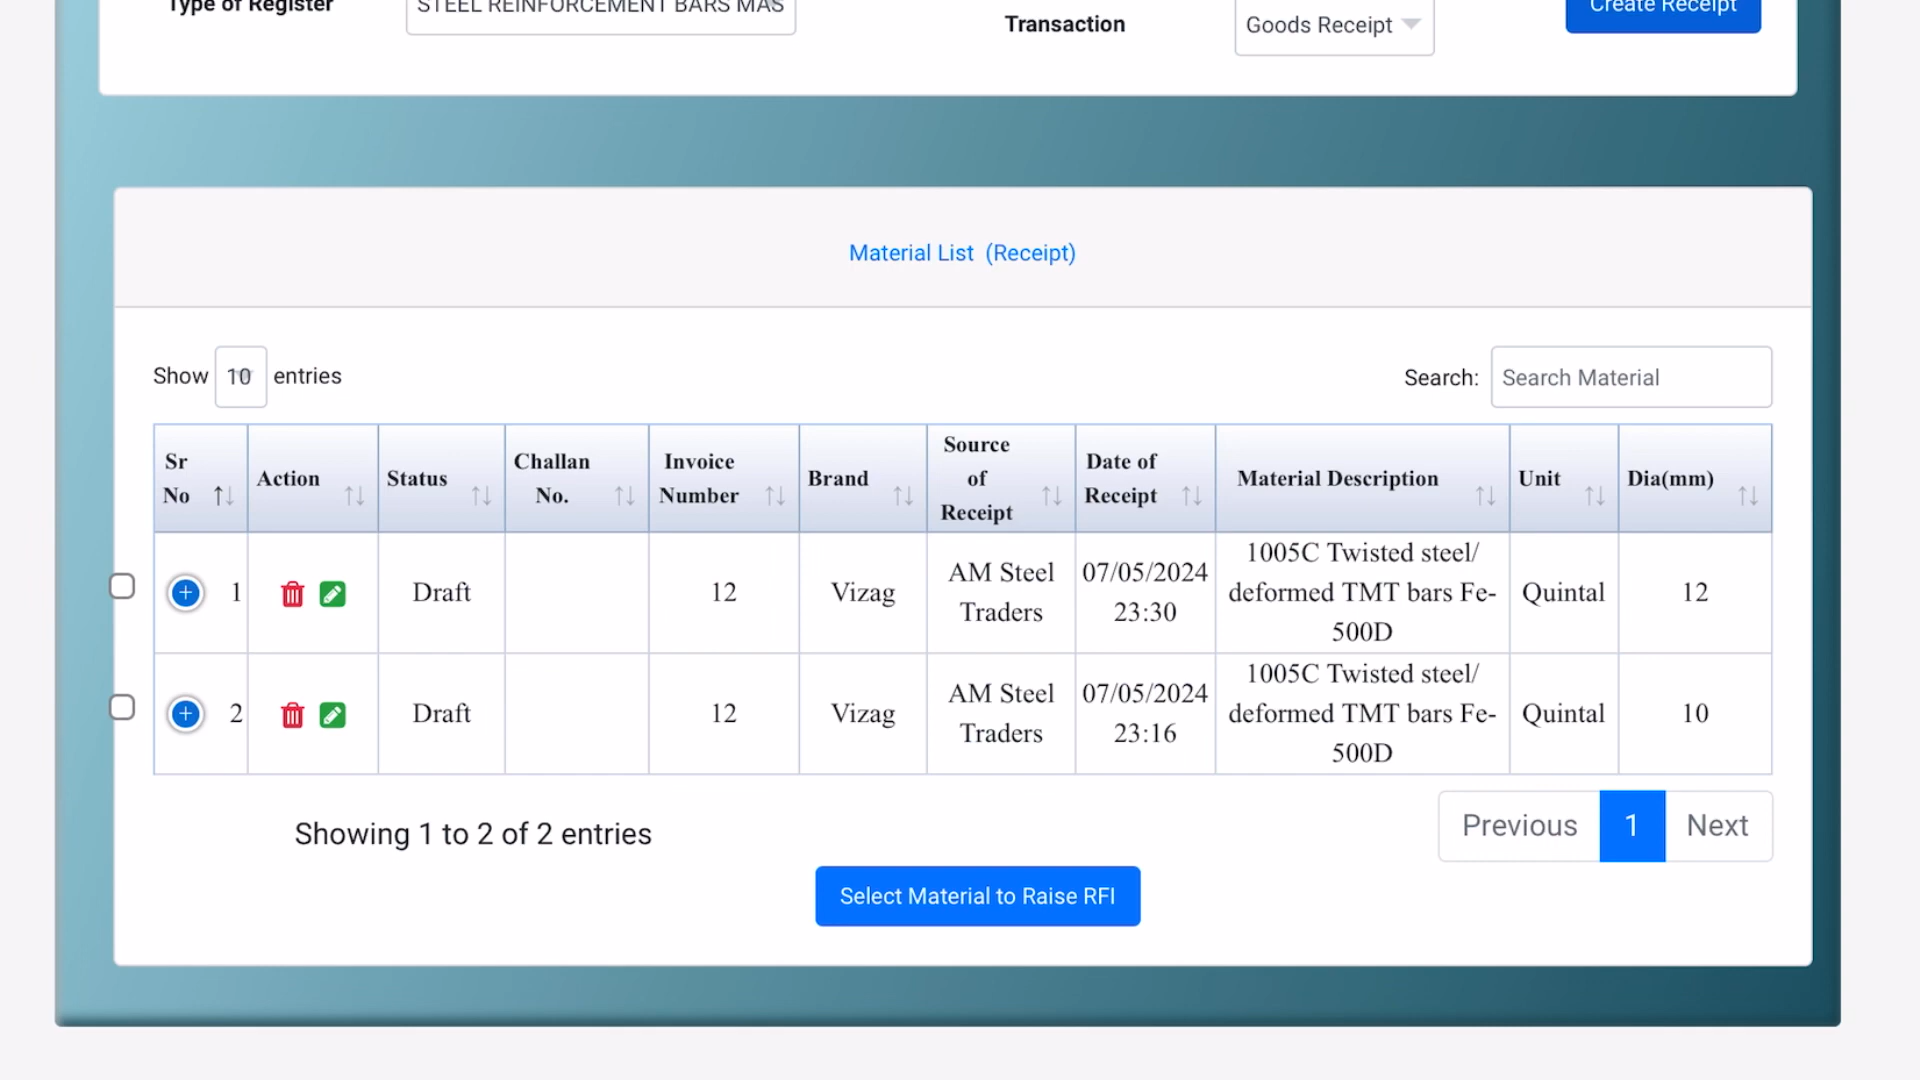 Type of Register
STEEL REINFORCEMENT BARS MAS
Transaction
Goods Receipt
Create Receipt
Material List (Receipt)
Show 10 entries
Search: Search Material
Sr No
Action
Status
Challan No.
Invoice Number
Brand
Source of Receipt
Date of Receipt
Material Description
Unit
Dia(mm)
1
Draft
12
Vizag
AM Steel
Traders
07/05/2024
23:30
1005C Twisted steel/
deformed TMT bars Fe-
500D
Quintal
12
2
Draft
12
Vizag
AM Steel
Traders
07/05/2024
23:16
1005C Twisted steel/
deformed TMT bars Fe-
500D
Quintal
10
Showing 1 to 2 of 2 entries
Previous 1 Next
Select Material to Raise RFI